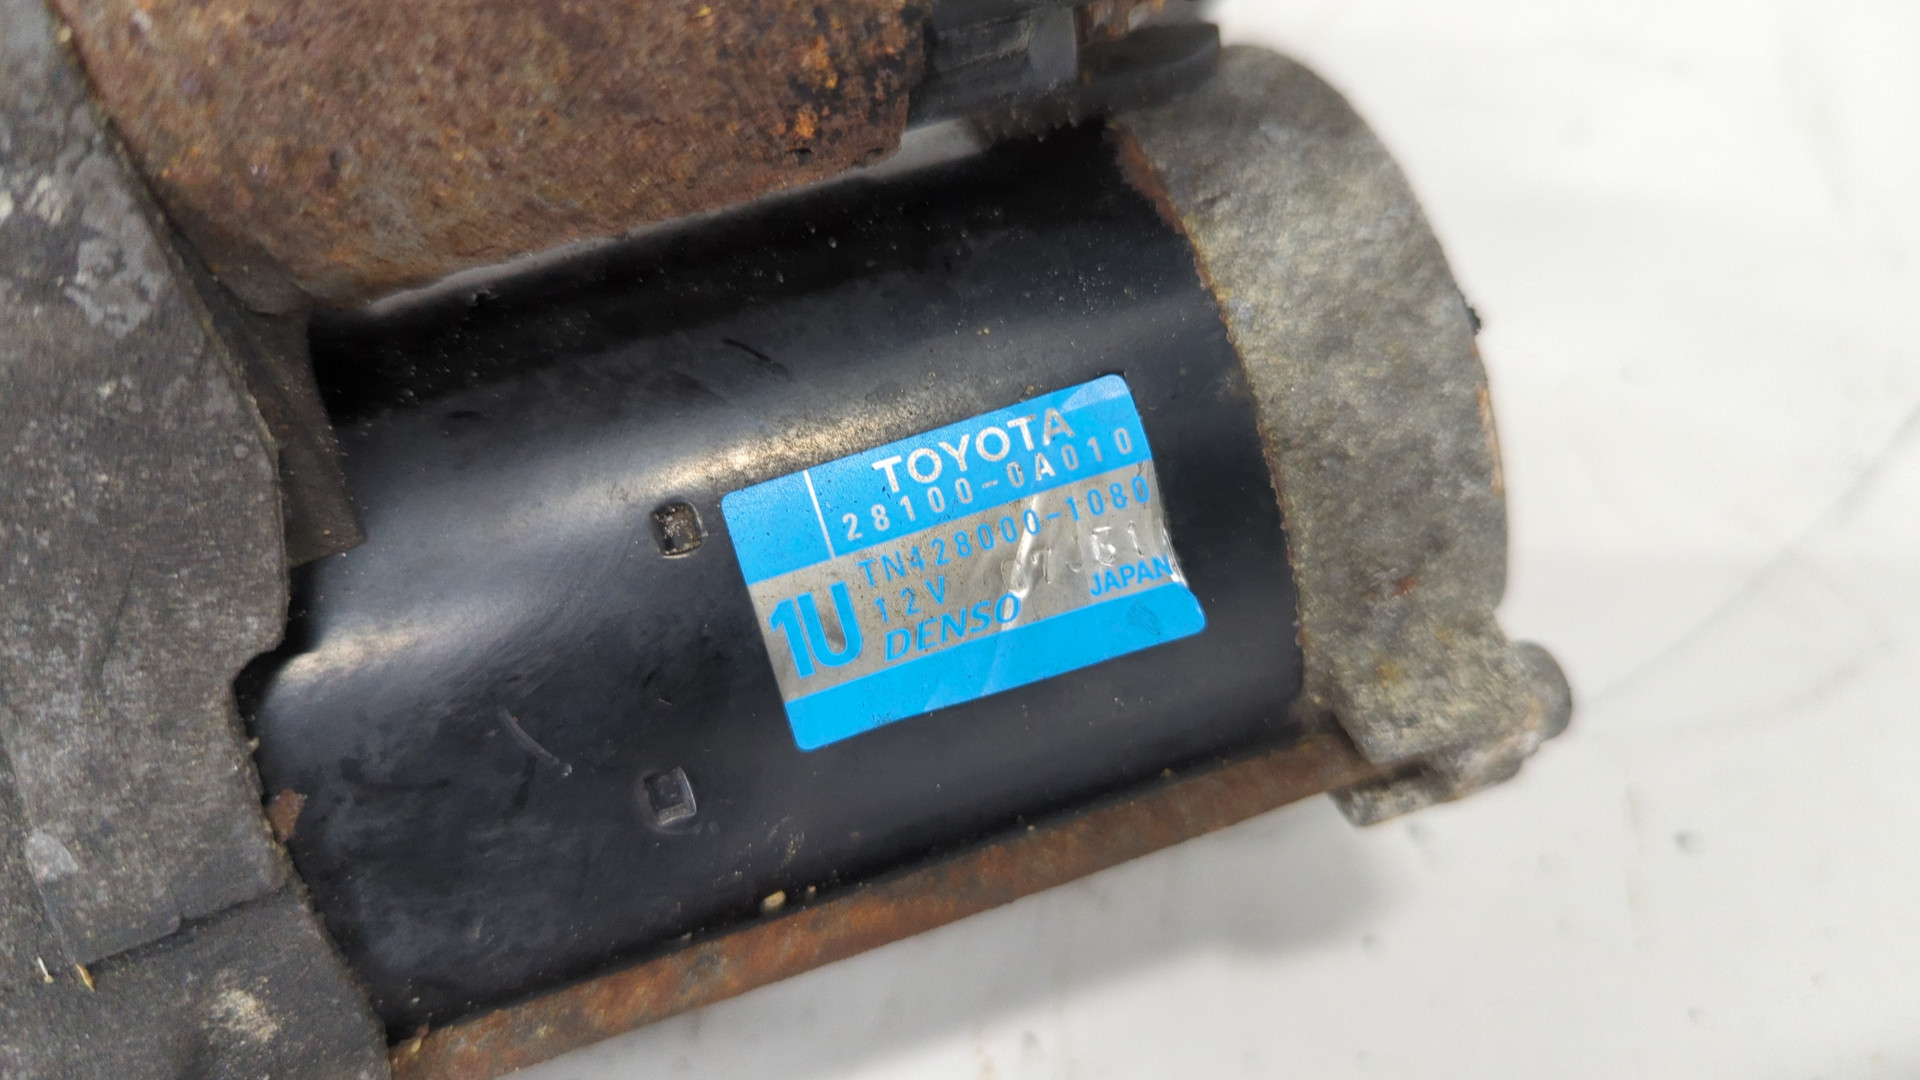 TOYOTA
28100-0A010
TN428000-1080
1U 12V
DENSO JAPAN